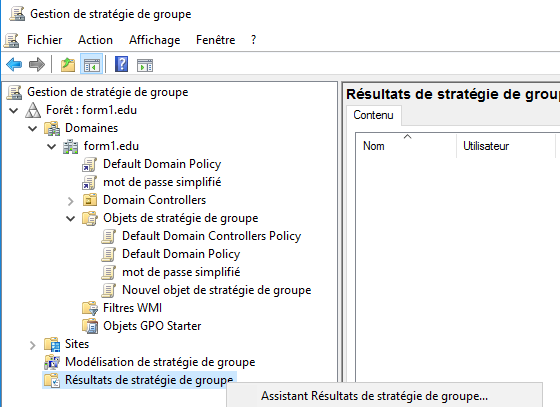 Gestion de stratégie de groupe
Fichier Action Affichage Fenêtre ?
Gestion de stratégie de groupe
Forêt : form1.edu
Domaines
form1.edu
Default Domain Policy
mot de passe simplifié
Domain Controllers
Objets de stratégie de groupe
Default Domain Controllers Policy
Default Domain Policy
mot de passe simplifié
Nouvel objet de stratégie de groupe
Filtres WMI
Objets GPO Starter
Sites
Modélisation de stratégie de groupe
Résultats de stratégie de groupe
Résultats de stratégie de group
Contenu
Nom Utilisateur
Assistant Résultats de stratégie de groupe...